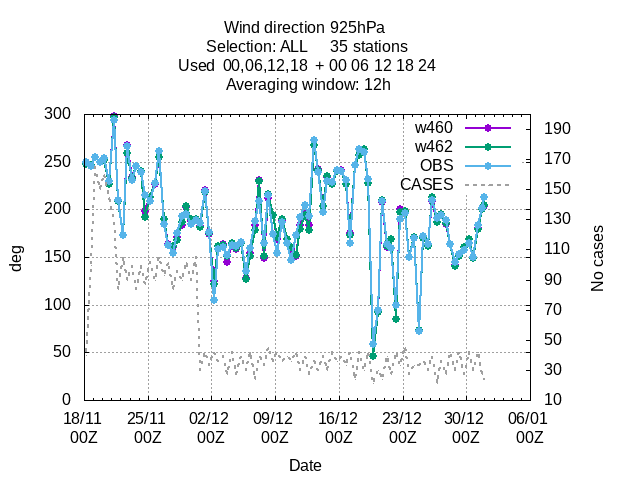 Wind direction 925hPa
Selection: ALL 35 stations
Used 00,06,12,18 + 00 06 12 18 24
Averaging window: 12h
300
250
200
150
100
50
0
deg
w460
w462
OBS
CASES
190
170
150
130
110
90
70
50
30
10
No cases
18/11 25/11 02/12 09/12 16/12 23/12 30/12 06/01
00Z 00Z 00Z 00Z 00Z 00Z 00Z 00Z
Date